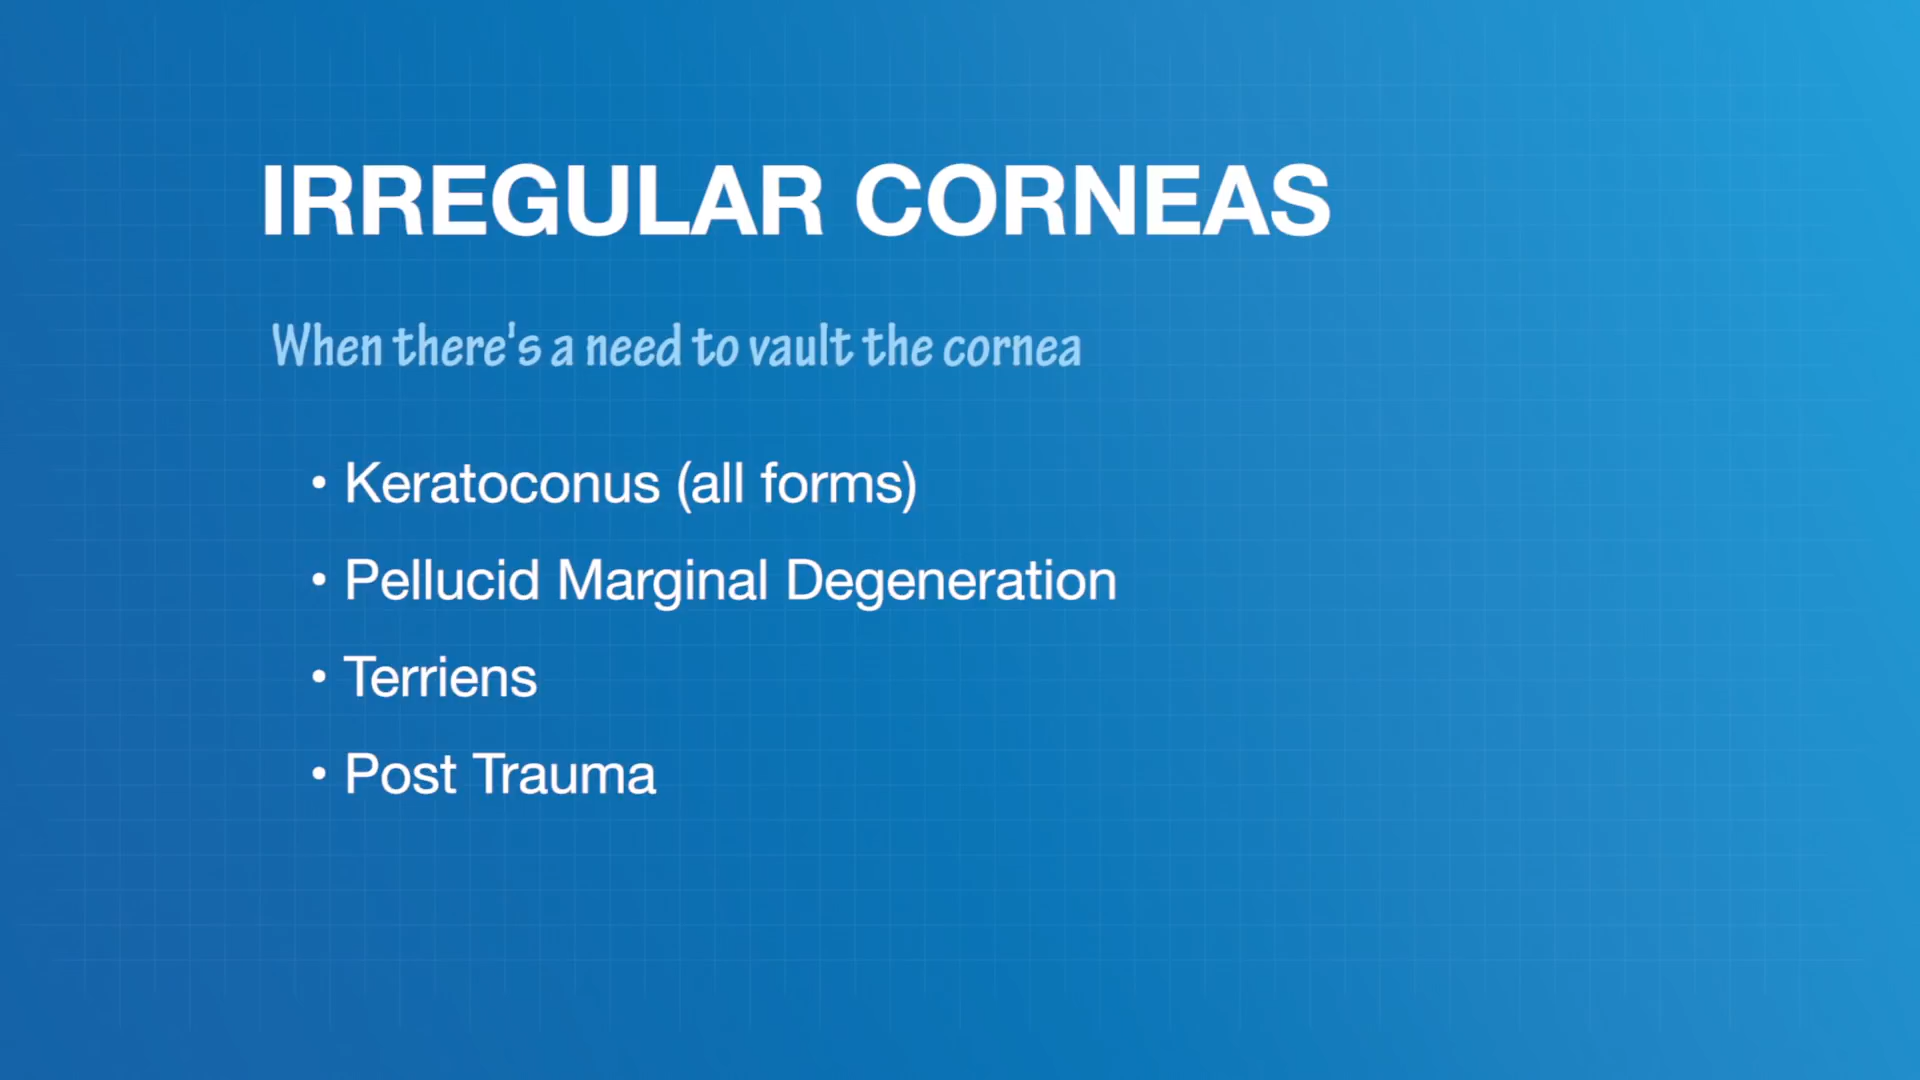 IRREGULAR CORNEAS
When there's a need to vault the cornea
• Keratoconus (all forms)
• Pellucid Marginal Degeneration
• Terriens
• Post Trauma